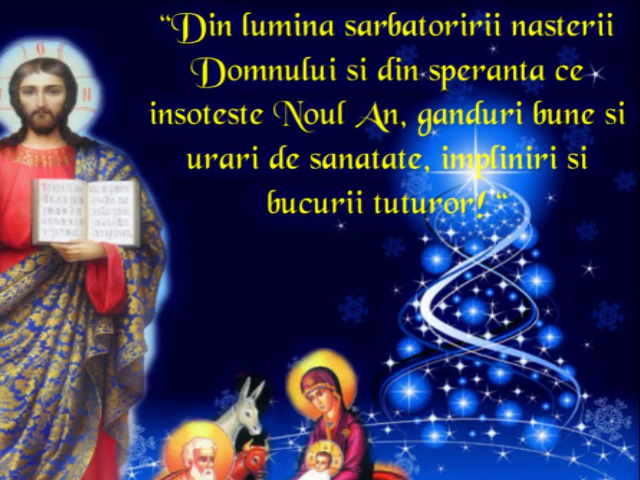 “Din lumina sarbatoririi nasterii
Domnului si din speranta ce
insoteste Noul An, ganduri bune si
urari de sanatate, impliniri si
bucurii tuturor! “